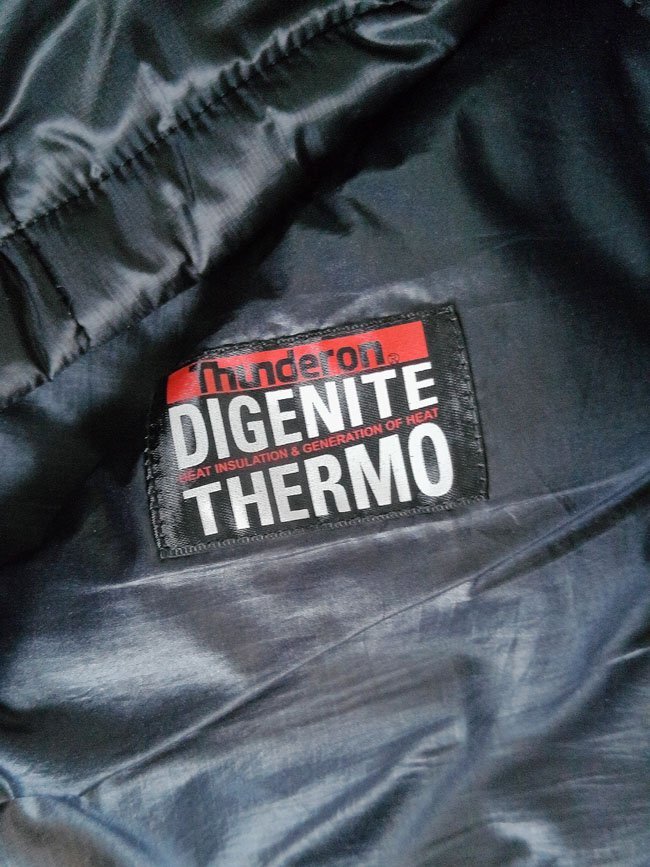 Thunderon®
DIGENITE
HEAT INSULATION & GENERATION OF HEAT
THERMO